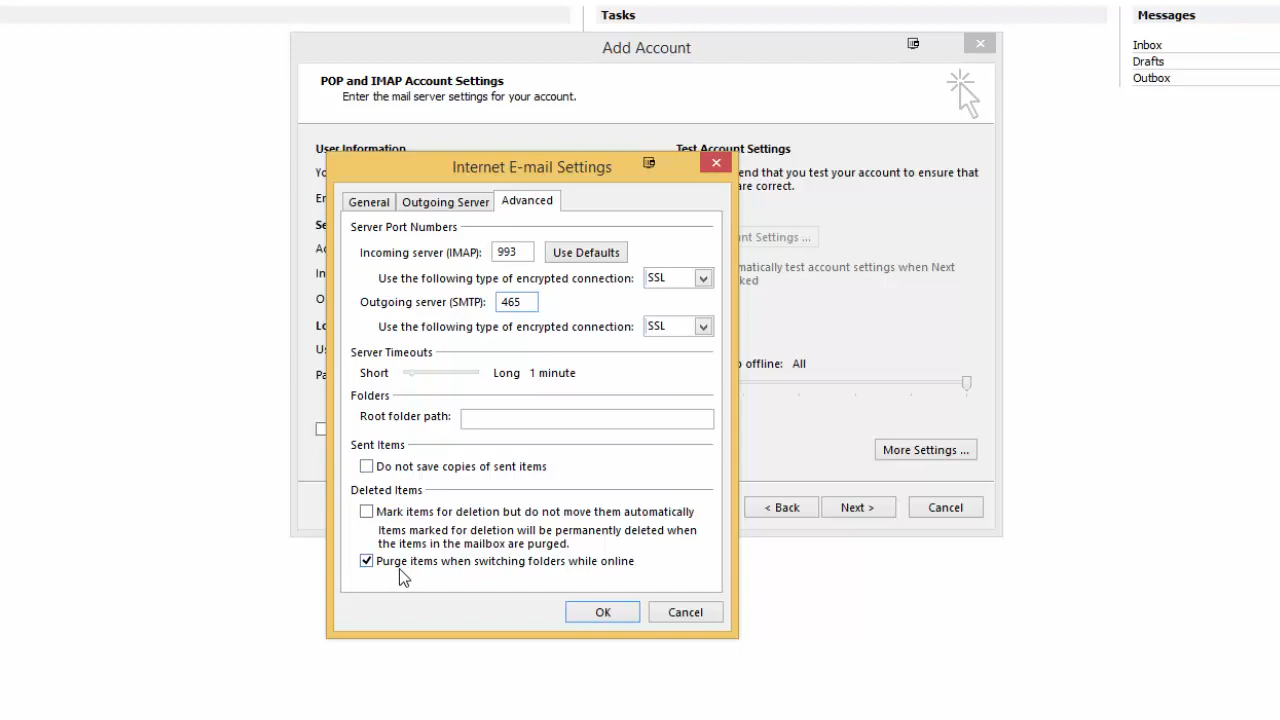 Tasks
Messages
Inbox
Drafts
Outbox
Add Account
POP and IMAP Account Settings
Enter the mail server settings for your account.
User Information
Test Account Settings
end that you test your account to ensure that
are correct.
nt Settings ...
matically test account settings when Next
ked
offline: All
More Settings ...
< Back
Next >
Cancel
Internet E-mail Settings
General
Outgoing Server
Advanced
Server Port Numbers
Incoming server (IMAP): 993 Use Defaults
Use the following type of encrypted connection: SSL
Outgoing server (SMTP): 465
Use the following type of encrypted connection: SSL
Server Timeouts
Short Long 1 minute
Folders
Root folder path:
Sent Items
Do not save copies of sent items
Deleted Items
Mark items for deletion but do not move them automatically
Items marked for deletion will be permanently deleted when
the items in the mailbox are purged.
Purge items when switching folders while online
OK
Cancel